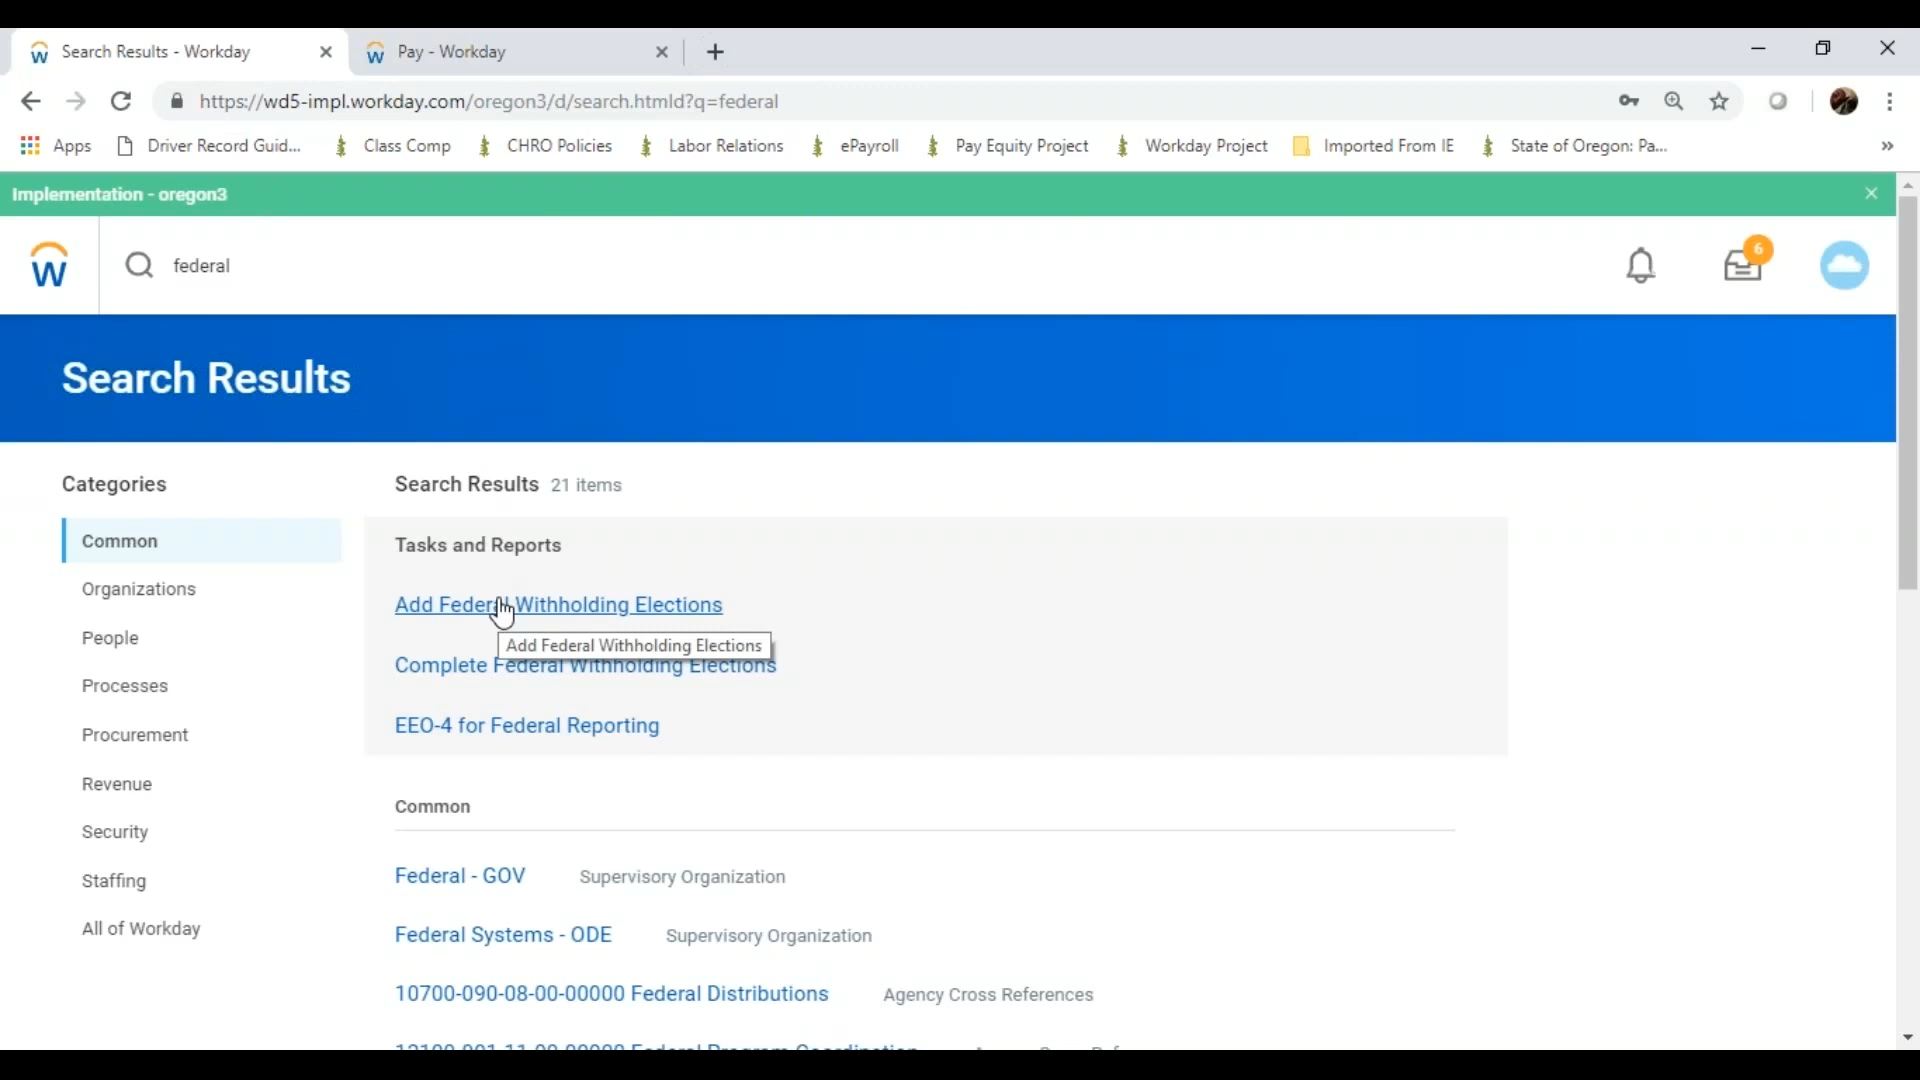 Search Results - Workday
Pay - Workday
https://wd5-impl.workday.com/oregon3/d/search.htmld?q=federal
Apps
Driver Record Guid...
Class Comp
CHRO Policies
Labor Relations
ePayroll
Pay Equity Project
Workday Project
Imported From IE
State of Oregon: Pa...
Implementation - oregon3
W
federal
6
Search Results
Categories
Common
Organizations
People
Processes
Procurement
Revenue
Security
Staffing
All of Workday
Search Results 21 items
Tasks and Reports
Add Federal Withholding Elections
Add Federal Withholding Elections
Complete Federal Withholding Elections
EEO-4 for Federal Reporting
Common
Federal - GOV Supervisory Organization
Federal Systems - ODE Supervisory Organization
10700-090-08-00-00000 Federal Distributions Agency Cross References
Federal Program Coordination